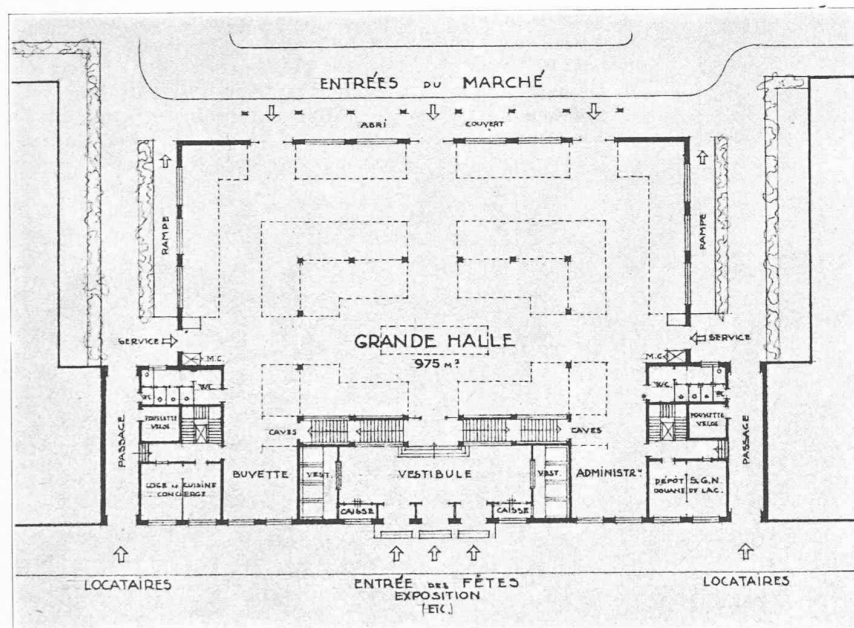 ENTRÉES DU MARCHÉ
ABRI COUVERT
RAMPE
RAMPE
GRANDE HALLE
975 M²
SERVICE
SERVICE
M.C.
M.C.
W.C.
W.C.
POUSSETTE
VELOS
POUSSETTE
VELOS
PASSAGE
PASSAGE
CAVES
CAVES
BUVETTE
VEST.
VESTIBULE
VEST.
ADMINISTR.ᴺ
LOGE CUISINE
CONCIERGE
DÉPÔT S.G.N.
DOUANE DU LAC.
CAISSE
CAISSE
LOCATAIRES
ENTRÉE DES FÊTES
EXPOSITION
(ETC.)
LOCATAIRES